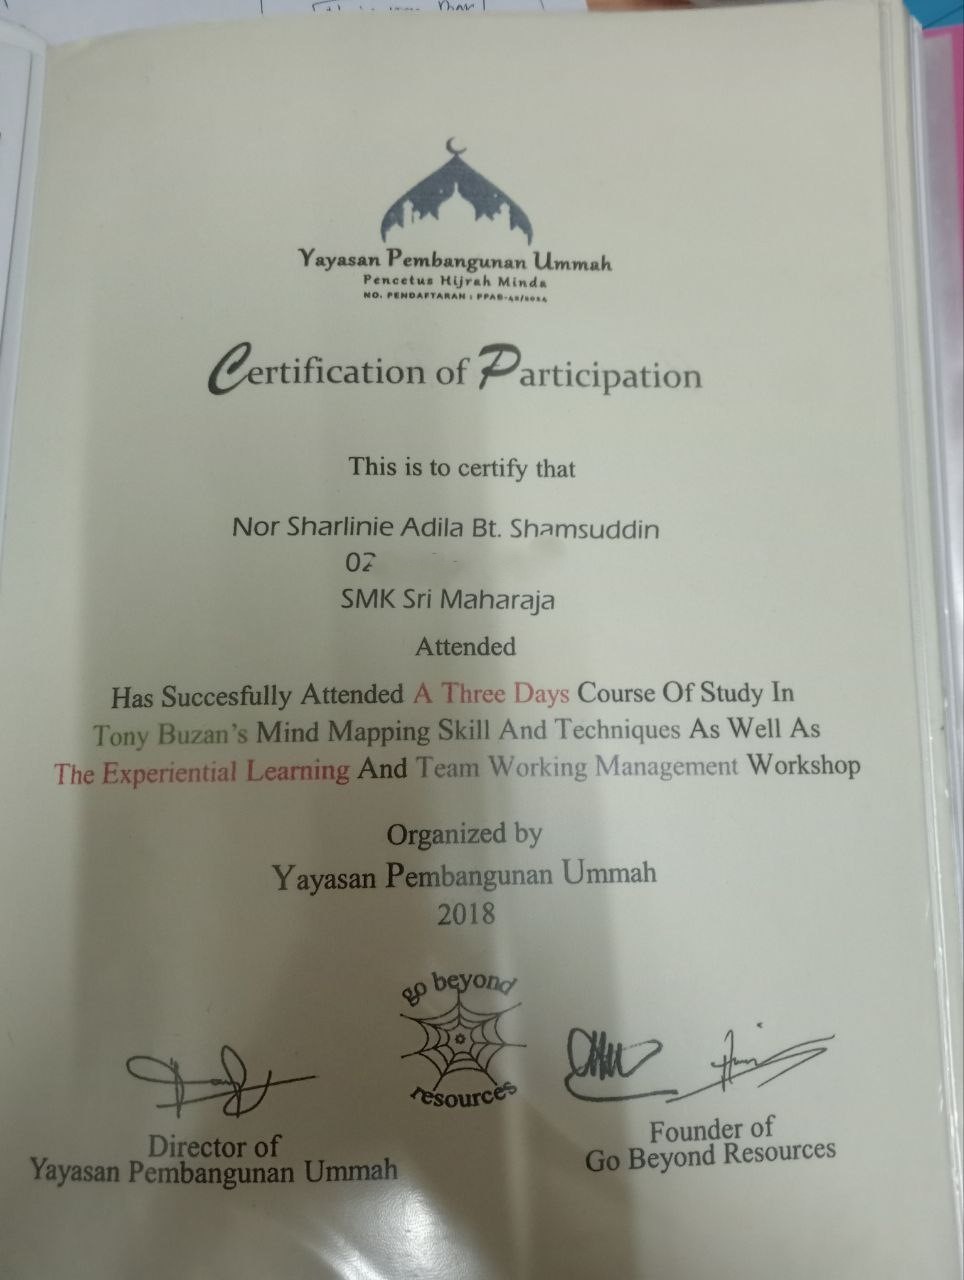 Yayasan Pembangunan Ummah
Pencetus Hijrah Minda
NO. PENDAFTARAN : PPAB-42/2014
Certification of Participation
This is to certify that
Nor Sharlinie Adila Bt. Shamsuddin
02
SMK Sri Maharaja
Attended
Has Succesfully Attended A Three Days Course Of Study In
Tony Buzan's Mind Mapping Skill And Techniques As Well As
The Experiential Learning And Team Working Management Workshop
Organized by
Yayasan Pembangunan Ummah
2018
go beyond
resources
Director of
Yayasan Pembangunan Ummah
Founder of
Go Beyond Resources